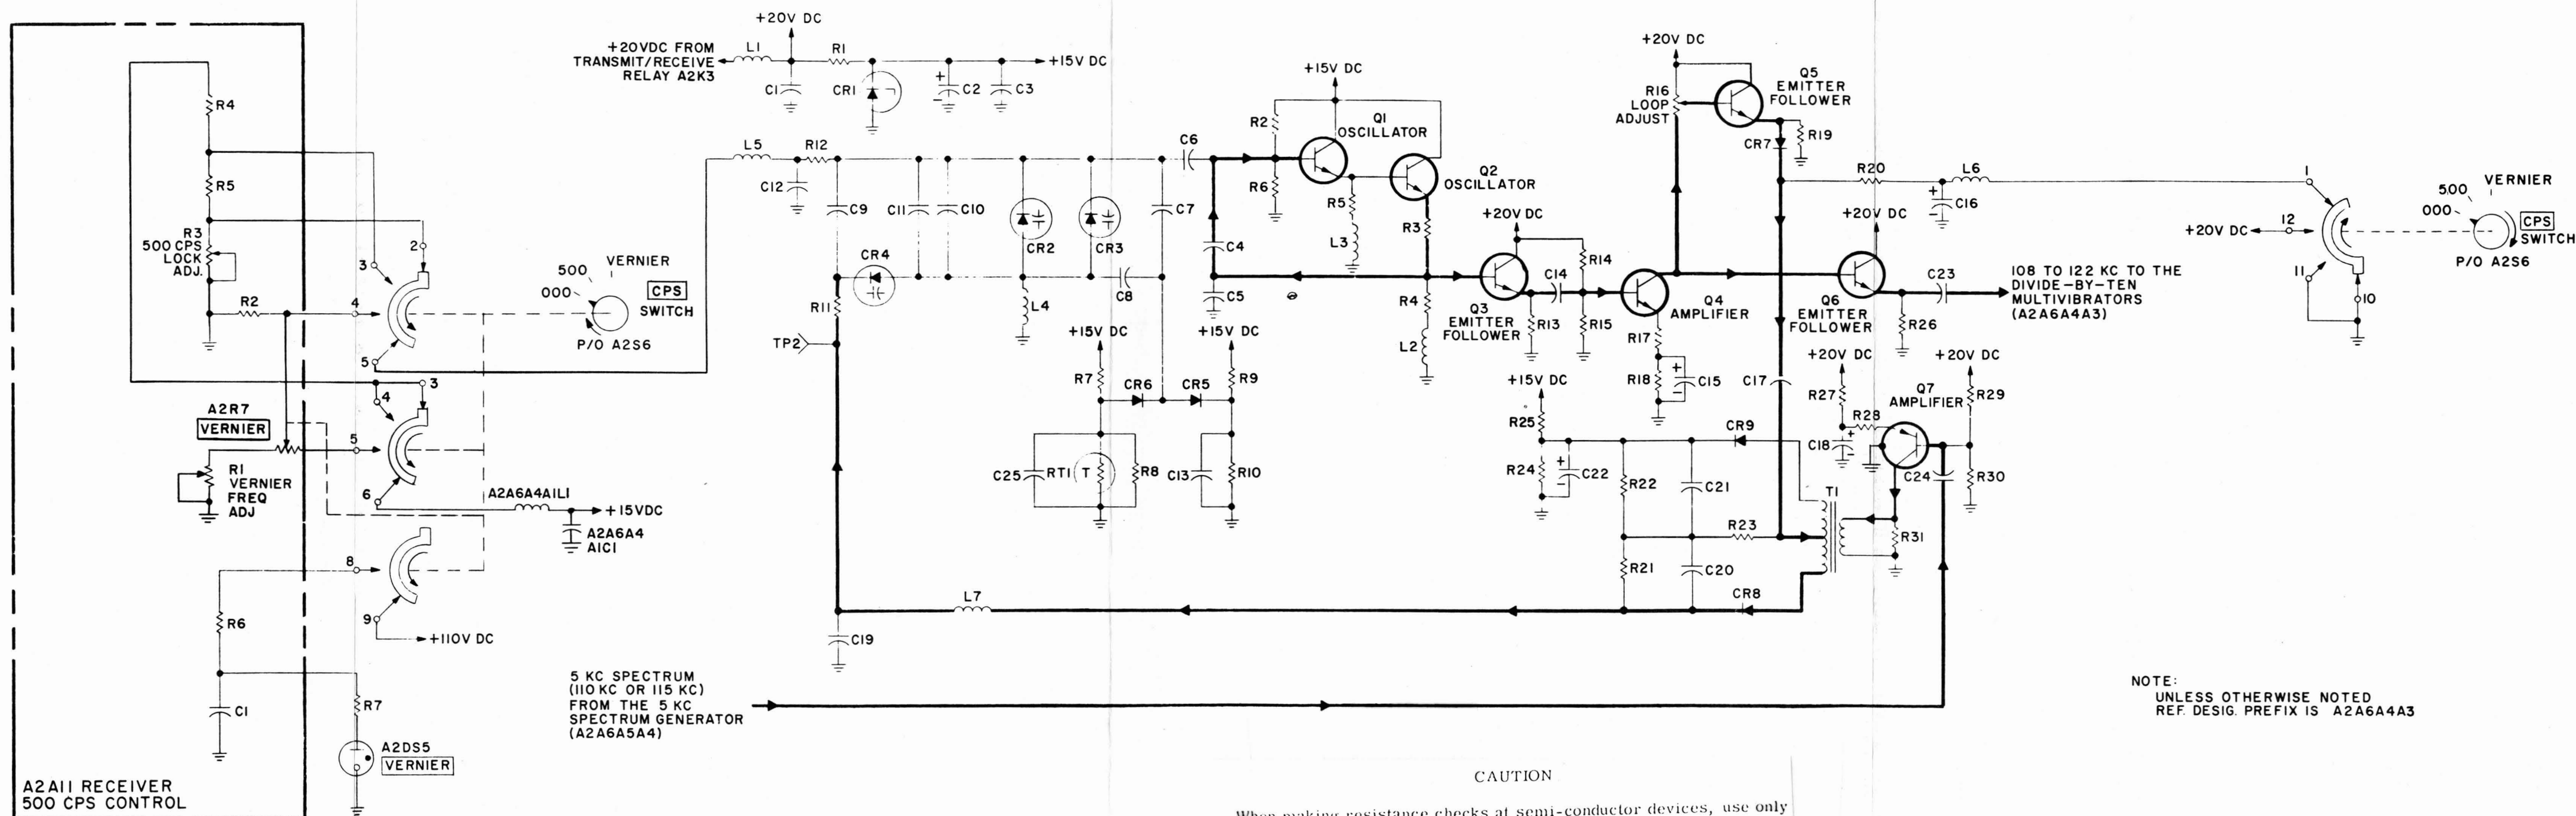 +20V DC
+20VDC FROM
TRANSMIT/RECEIVE
RELAY A2K3
L1
R1
+15V DC
C1
CR1
+
-
C2
C3
R4
R5
R3
500 CPS
LOCK
ADJ.
R2
2
3
4
5
VERNIER
500
000
CPS
SWITCH
P/O A2S6
3
4
5
6
A2R7
VERNIER
R1
VERNIER
FREQ
ADJ
A2A6A4A1L1
+15VDC
A2A6A4
A1C1
8
9
+110V DC
R6
C1
R7
A2DS5
VERNIER
A2A11 RECEIVER
500 CPS CONTROL
L5
R12
C12
C9
C11
C10
CR2
CR3
C7
C6
CR4
R11
L4
C8
TP2
+15V DC
R7
CR6
CR5
+15V DC
R9
C25
RT1
T
R8
C13
R10
L7
C19
5 KC SPECTRUM
(110 KC OR 115 KC)
FROM THE 5 KC
SPECTRUM GENERATOR
(A2A6A5A4)
+15V DC
R2
Q1
OSCILLATOR
R6
R5
L3
Q2
OSCILLATOR
C4
C5
R3
R4
L2
+20V DC
Q3
EMITTER
FOLLOWER
C14
R14
R13
R15
Q4
AMPLIFIER
R17
R18
+
-
C15
+20V DC
R16
LOOP
ADJUST
Q5
EMITTER
FOLLOWER
CR7
R19
R20
L6
+
-
C16
+20V DC
Q6
EMITTER
FOLLOWER
R26
C23
108 TO 122 KC TO THE
DIVIDE-BY-TEN
MULTIVIBRATORS
(A2A6A4A3)
1
12
+20V DC
11
10
VERNIER
500
000
CPS
SWITCH
P/O A2S6
+15V DC
R25
R24
+
-
C22
R22
C21
CR9
R23
R21
C20
CR8
C17
T1
+20V DC
R27
R28
C18
+
-
Q7
AMPLIFIER
+20V DC
R29
C24
R30
R31
NOTE:
UNLESS OTHERWISE NOTED
REF. DESIG. PREFIX IS A2A6A4A3
CAUTION
When making resistance checks at semi-conductor devices, use only